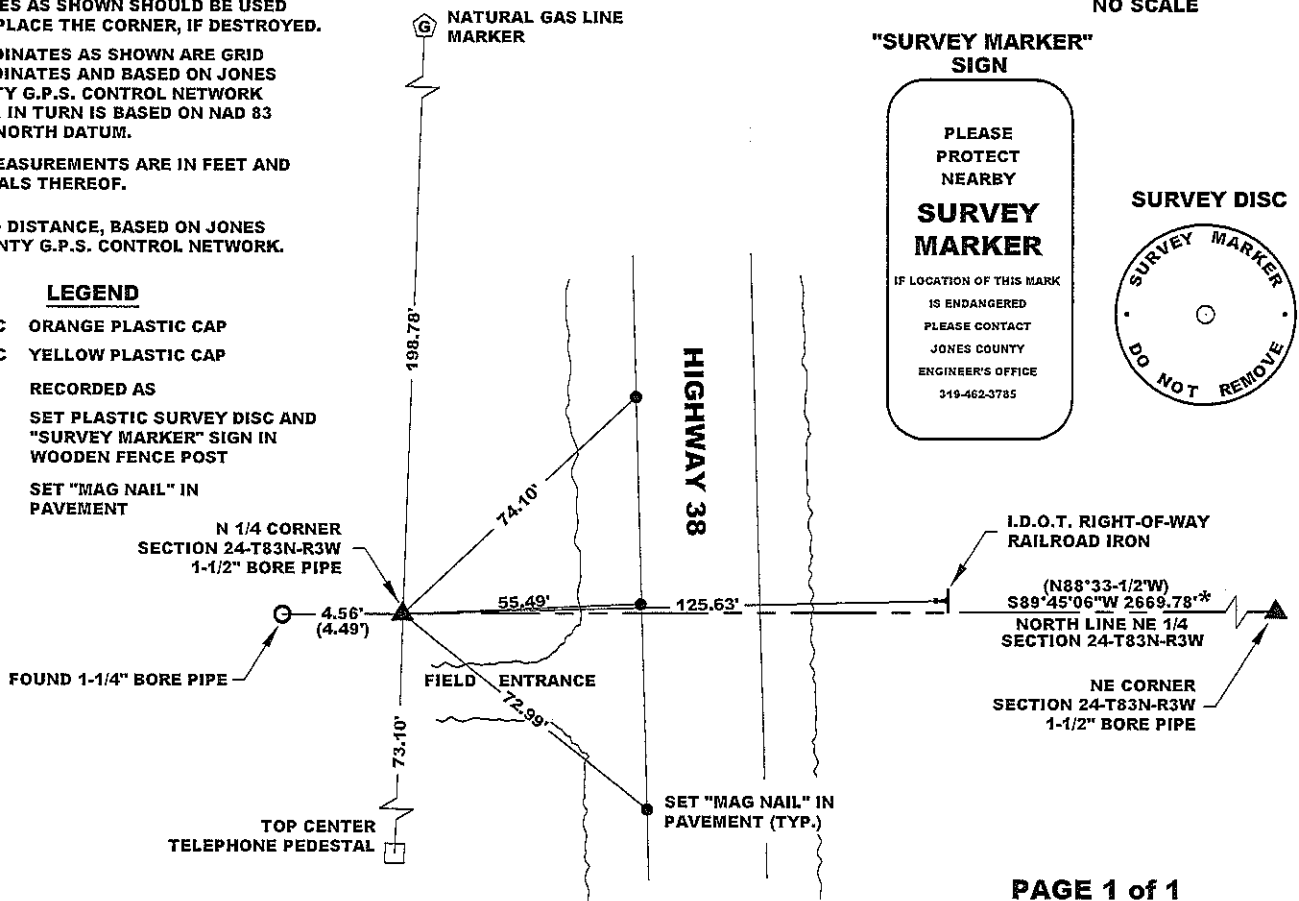 ES AS SHOWN SHOULD BE USED
PLACE THE CORNER, IF DESTROYED.
DINATES AS SHOWN ARE GRID
DINATES AND BASED ON JONES
TY G.P.S. CONTROL NETWORK
IN TURN IS BASED ON NAD 83
NORTH DATUM.
EASUREMENTS ARE IN FEET AND
ALS THEREOF.
DISTANCE, BASED ON JONES
NTY G.P.S. CONTROL NETWORK.
LEGEND
C ORANGE PLASTIC CAP
C YELLOW PLASTIC CAP
RECORDED AS
SET PLASTIC SURVEY DISC AND
"SURVEY MARKER" SIGN IN
WOODEN FENCE POST
SET "MAG NAIL" IN
PAVEMENT
G
NATURAL GAS LINE
MARKER
NO SCALE
"SURVEY MARKER"
SIGN
PLEASE
PROTECT
NEARBY
SURVEY
MARKER
IF LOCATION OF THIS MARK
IS ENDANGERED
PLEASE CONTACT
JONES COUNTY
ENGINEER'S OFFICE
319-462-3785
SURVEY DISC
SURVEY MARKER
DO NOT REMOVE
198.78'
74.10'
HIGHWAY 38
N 1/4 CORNER
SECTION 24-T83N-R3W
1-1/2" BORE PIPE
I.D.O.T. RIGHT-OF-WAY
RAILROAD IRON
4.56'
(4.49')
55.49'
125.63'
(N88°33-1/2'W)
S89°45'06"W 2669.78'*
NORTH LINE NE 1/4
SECTION 24-T83N-R3W
FOUND 1-1/4" BORE PIPE
FIELD ENTRANCE
72.99'
73.10'
NE CORNER
SECTION 24-T83N-R3W
1-1/2" BORE PIPE
SET "MAG NAIL" IN
PAVEMENT (TYP.)
TOP CENTER
TELEPHONE PEDESTAL
PAGE 1 of 1